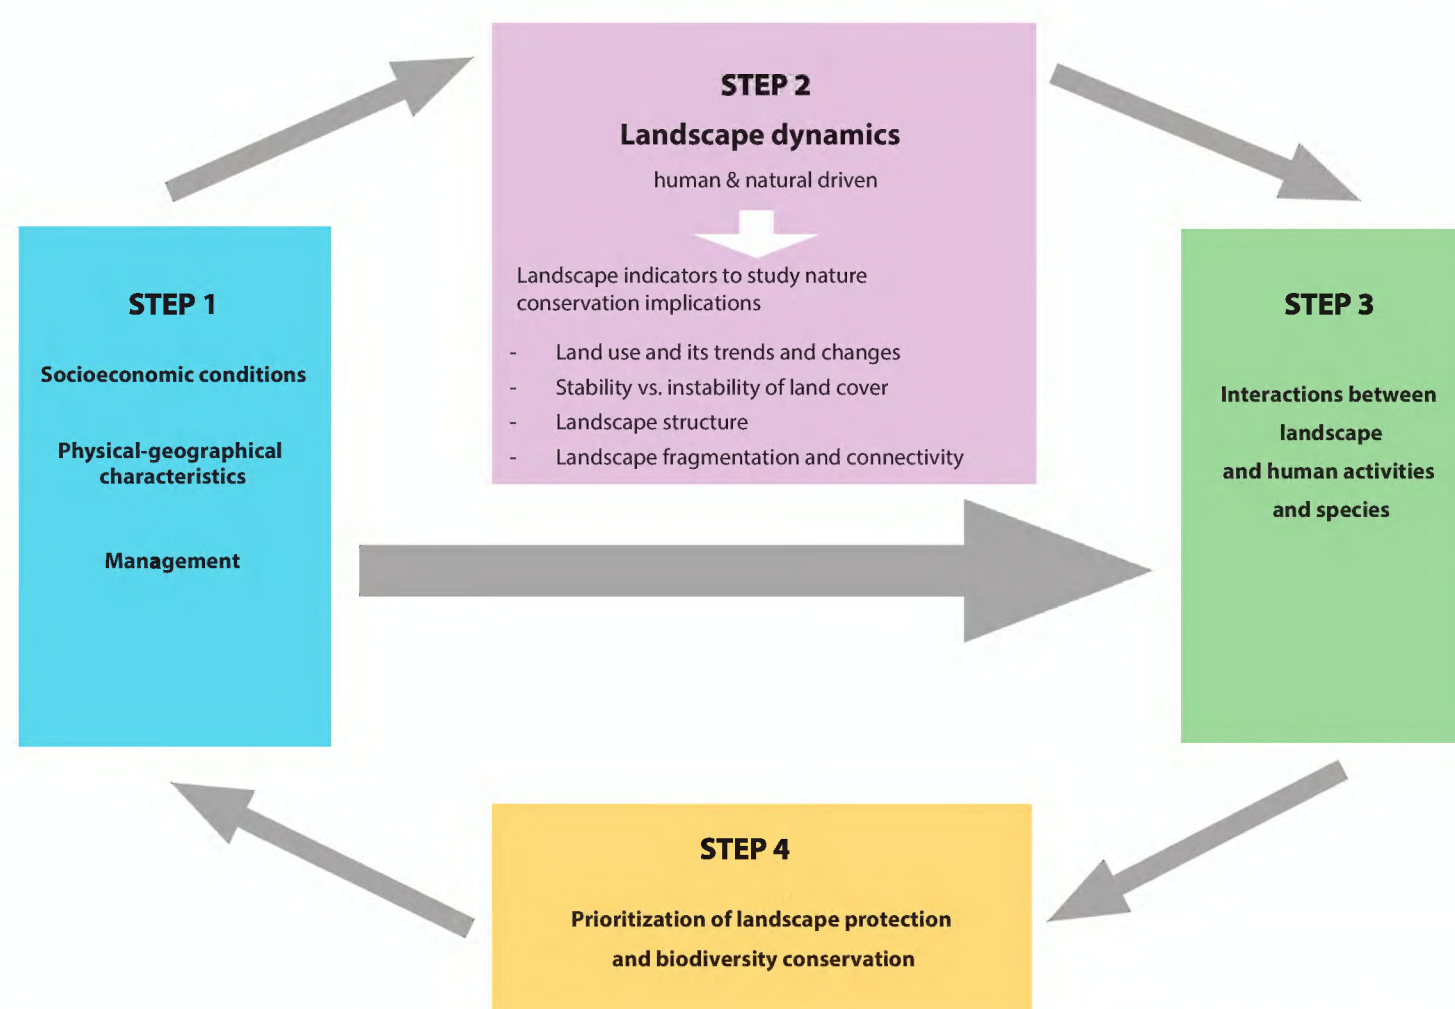 STEP 1
Socioeconomic conditions
Physical-geographical
characteristics
Management
STEP 2
Landscape dynamics
human & natural driven
Landscape indicators to study nature
conservation implications
- Land use and its trends and changes
- Stability vs. instability of land cover
- Landscape structure
- Landscape fragmentation and connectivity
STEP 3
Interactions between
landscape
and human activities
and species
STEP 4
Prioritization of landscape protection
and biodiversity conservation